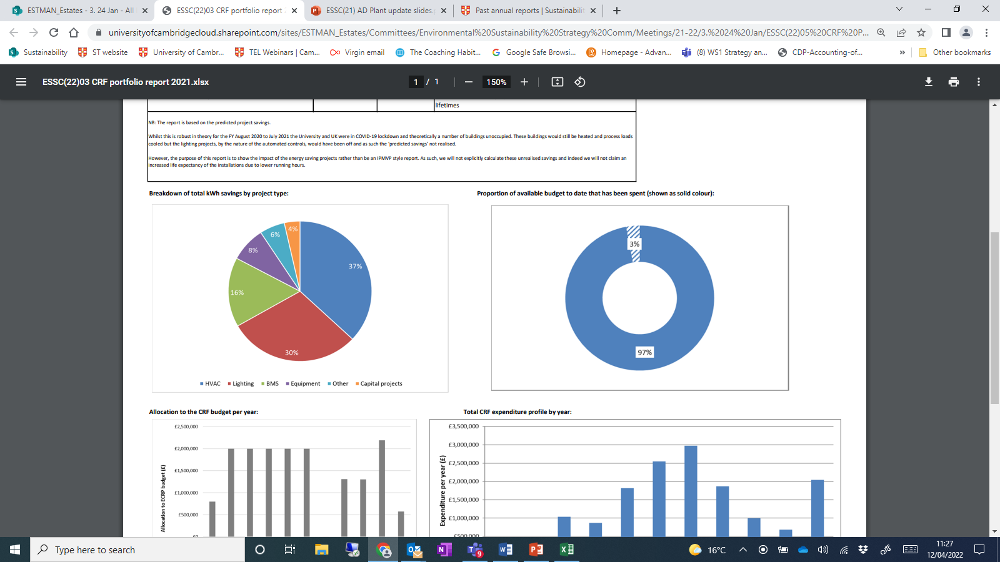 ESTMAN_Estates - 3. 24 Jan - All
ESSC(22)03 CRF portfolio report
ESSC(21) AD Plant update slides.
Past annual reports | Sustainabilit
universityofcambridgecloud.sharepoint.com/sites/ESTMAN_Estates/Committees/Environmental%20Sustainability%20Strategy%20Comm/Meetings/21-22/3.%2024%20Jan/ESSC(22)05%20CRF%20P...
Sustainability
ST website
University of Cambr...
TEL Webinars | Cam...
Virgin email
The Coaching Habit...
Google Safe Browsi...
Homepage - Advan...
(8) WS1 Strategy an...
CDP-Accounting-of...
»
Other bookmarks
ESSC(22)03 CRF portfolio report 2021.xlsx
1 / 1
150%
lifetimes
NB: The report is based on the predicted project savings.
Whilst this is robust in theory for the FY August 2020 to July 2021 the University and UK were in COVID-19 lockdown and theoretically a number of buildings unoccupied. These buildings would still be heated and process loads
cooled but the lighting projects, by the nature of the automated controls, would have been off and as such the 'predicted savings' not realised.
However, the purpose of this report is to show the impact of the energy saving projects rather than be an IPMVP style report. As such, we will not explicitly calculate these unrealised savings and indeed we will not claim an
increased life expectancy of the installations due to lower running hours.
Breakdown of total kWh savings by project type:
4%
6%
8%
37%
16%
30%
HVAC
Lighting
BMS
Equipment
Other
Capital projects
Proportion of available budget to date that has been spent (shown as solid colour):
3%
97%
Allocation to the CRF budget per year:
Allocation to ECRP budget (£)
£2,500,000
£2,000,000
£1,500,000
£1,000,000
£500,000
£0
Total CRF expenditure profile by year:
Expenditure per year (£)
£3,500,000
£3,000,000
£2,500,000
£2,000,000
£1,500,000
£1,000,000
£500,000
Type here to search
9
16°C
11:27
12/04/2022